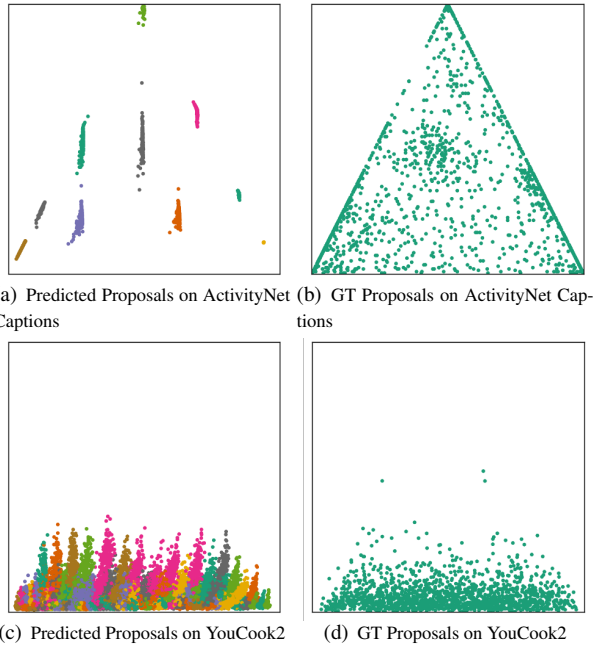 a) Predicted Proposals on ActivityNet
Captions
(b) GT Proposals on ActivityNet Cap-
tions
(c) Predicted Proposals on YouCook2
(d) GT Proposals on YouCook2